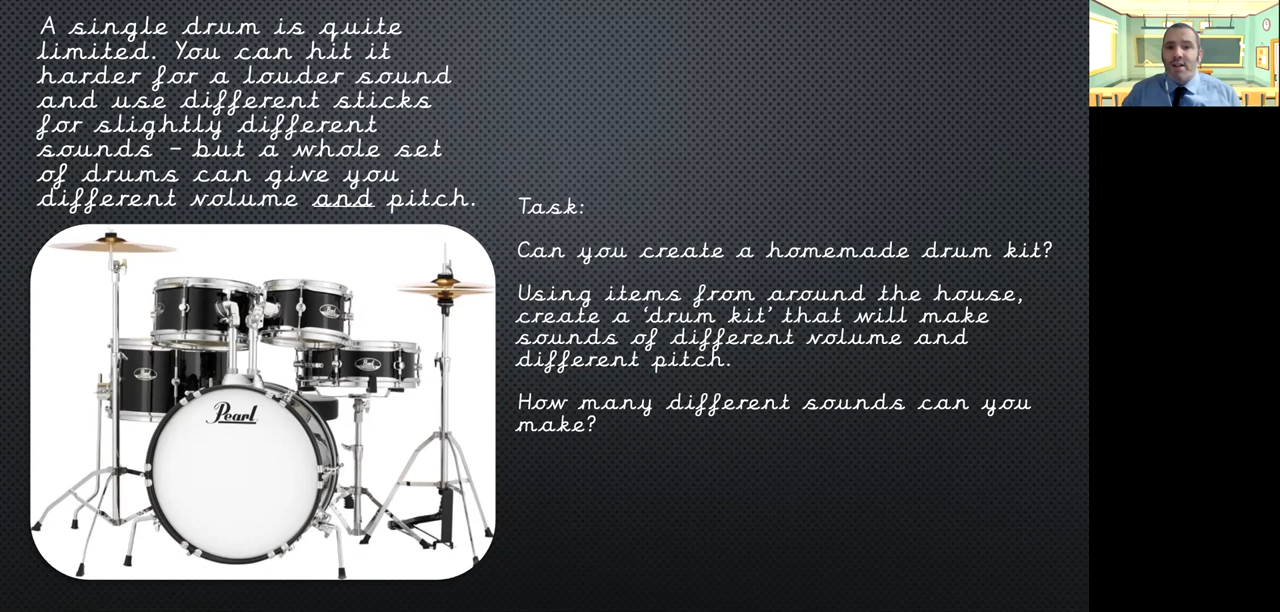 A single drum is quite
limited. You can hit it
harder for a louder sound
and use different sticks
for slightly different
sounds - but a whole set
of drums can give you
different volume and pitch.
Pearl
Task:
Can you create a homemade drum kit?
Using items from around the house,
create a 'drum kit' that will make
sounds of different volume and
different pitch.
How many different sounds can you
make?